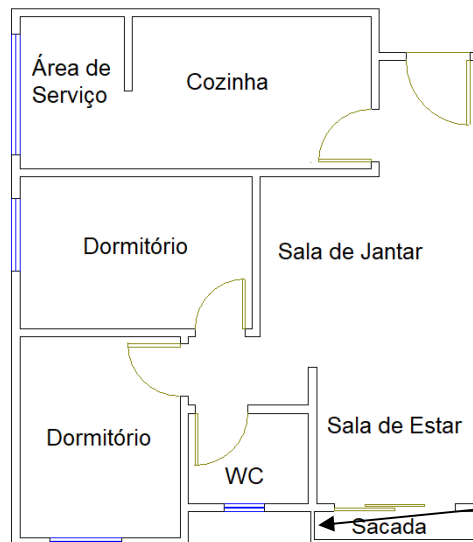 Área de
Serviço
Cozinha
Dormitório
Sala de Jantar
Dormitório
Sala de Estar
WC
Sacada